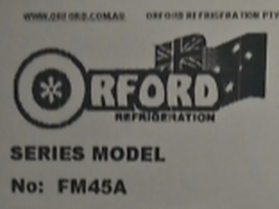 WWW.ORFORD.COM.AU ORFORD REFRIGERATION PTY
ORFORD
REFRIGERATION
SERIES MODEL
No: FM45A